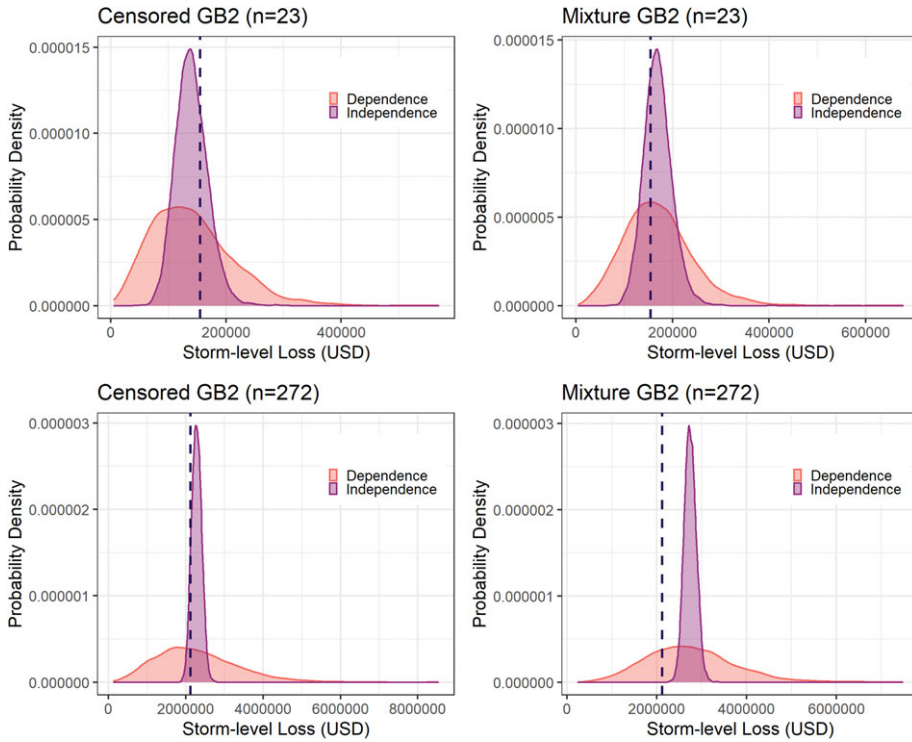 Censored GB2 (n=23)
0.000015
0.000010
0.000005
0.000000
Probability Density
Dependence
Independence
0
200000
400000
Storm-level Loss (USD)
Mixture GB2 (n=23)
0.000015
0.000010
0.000005
0.000000
Probability Density
Dependence
Independence
0
200000
400000
600000
Storm-level Loss (USD)
Censored GB2 (n=272)
0.000003
0.000002
0.000001
0.000000
Probability Density
Dependence
Independence
0
2000000
4000000
6000000
8000000
Storm-level Loss (USD)
Mixture GB2 (n=272)
0.000003
0.000002
0.000001
0.000000
Probability Density
Dependence
Independence
0
2000000
4000000
6000000
Storm-level Loss (USD)